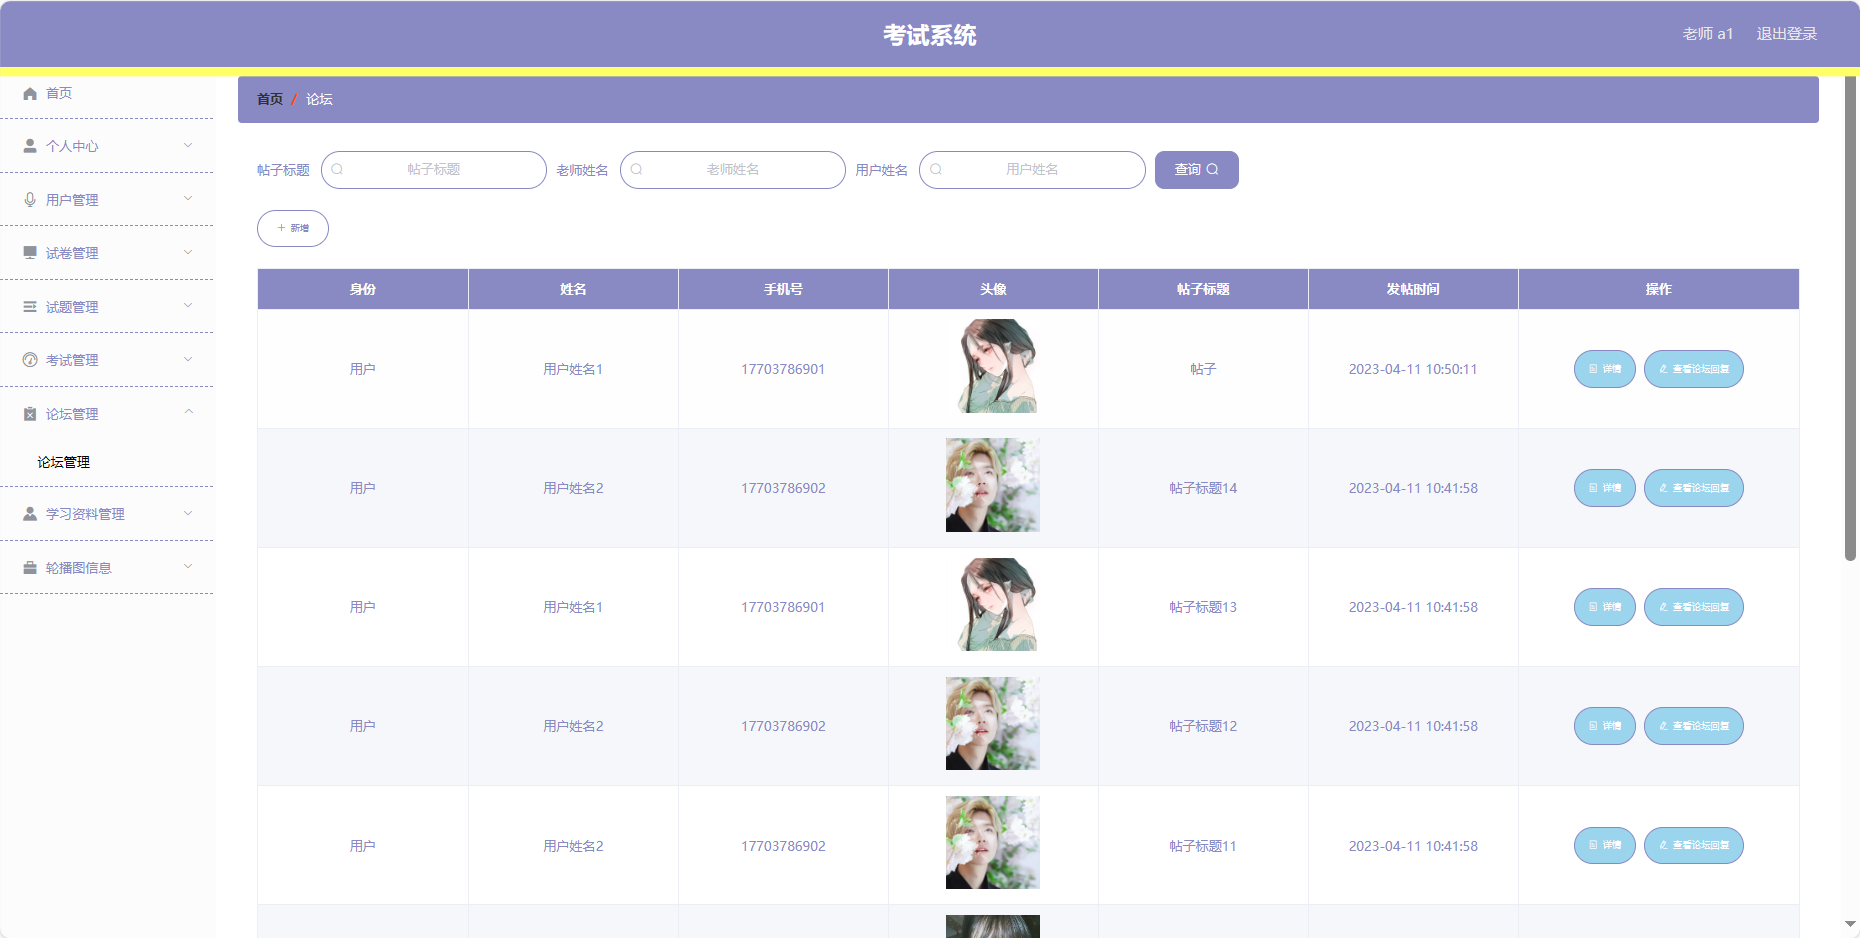 考试系统
老师 a1 退出登录
首页
个人中心
用户管理
试卷管理
试题管理
考试管理
论坛管理
论坛管理
学习资料管理
轮播图信息
首页 / 论坛
帖子标题 帖子标题 老师姓名 老师姓名 用户姓名 用户姓名 查询
+ 新增
身份 姓名 手机号 头像 帖子标题 发帖时间 操作
用户 用户姓名1 17703786901 帖子 2023-04-11 10:50:11 详情 查看论坛回复
用户 用户姓名2 17703786902 帖子标题14 2023-04-11 10:41:58 详情 查看论坛回复
用户 用户姓名1 17703786901 帖子标题13 2023-04-11 10:41:58 详情 查看论坛回复
用户 用户姓名2 17703786902 帖子标题12 2023-04-11 10:41:58 详情 查看论坛回复
用户 用户姓名2 17703786902 帖子标题11 2023-04-11 10:41:58 详情 查看论坛回复